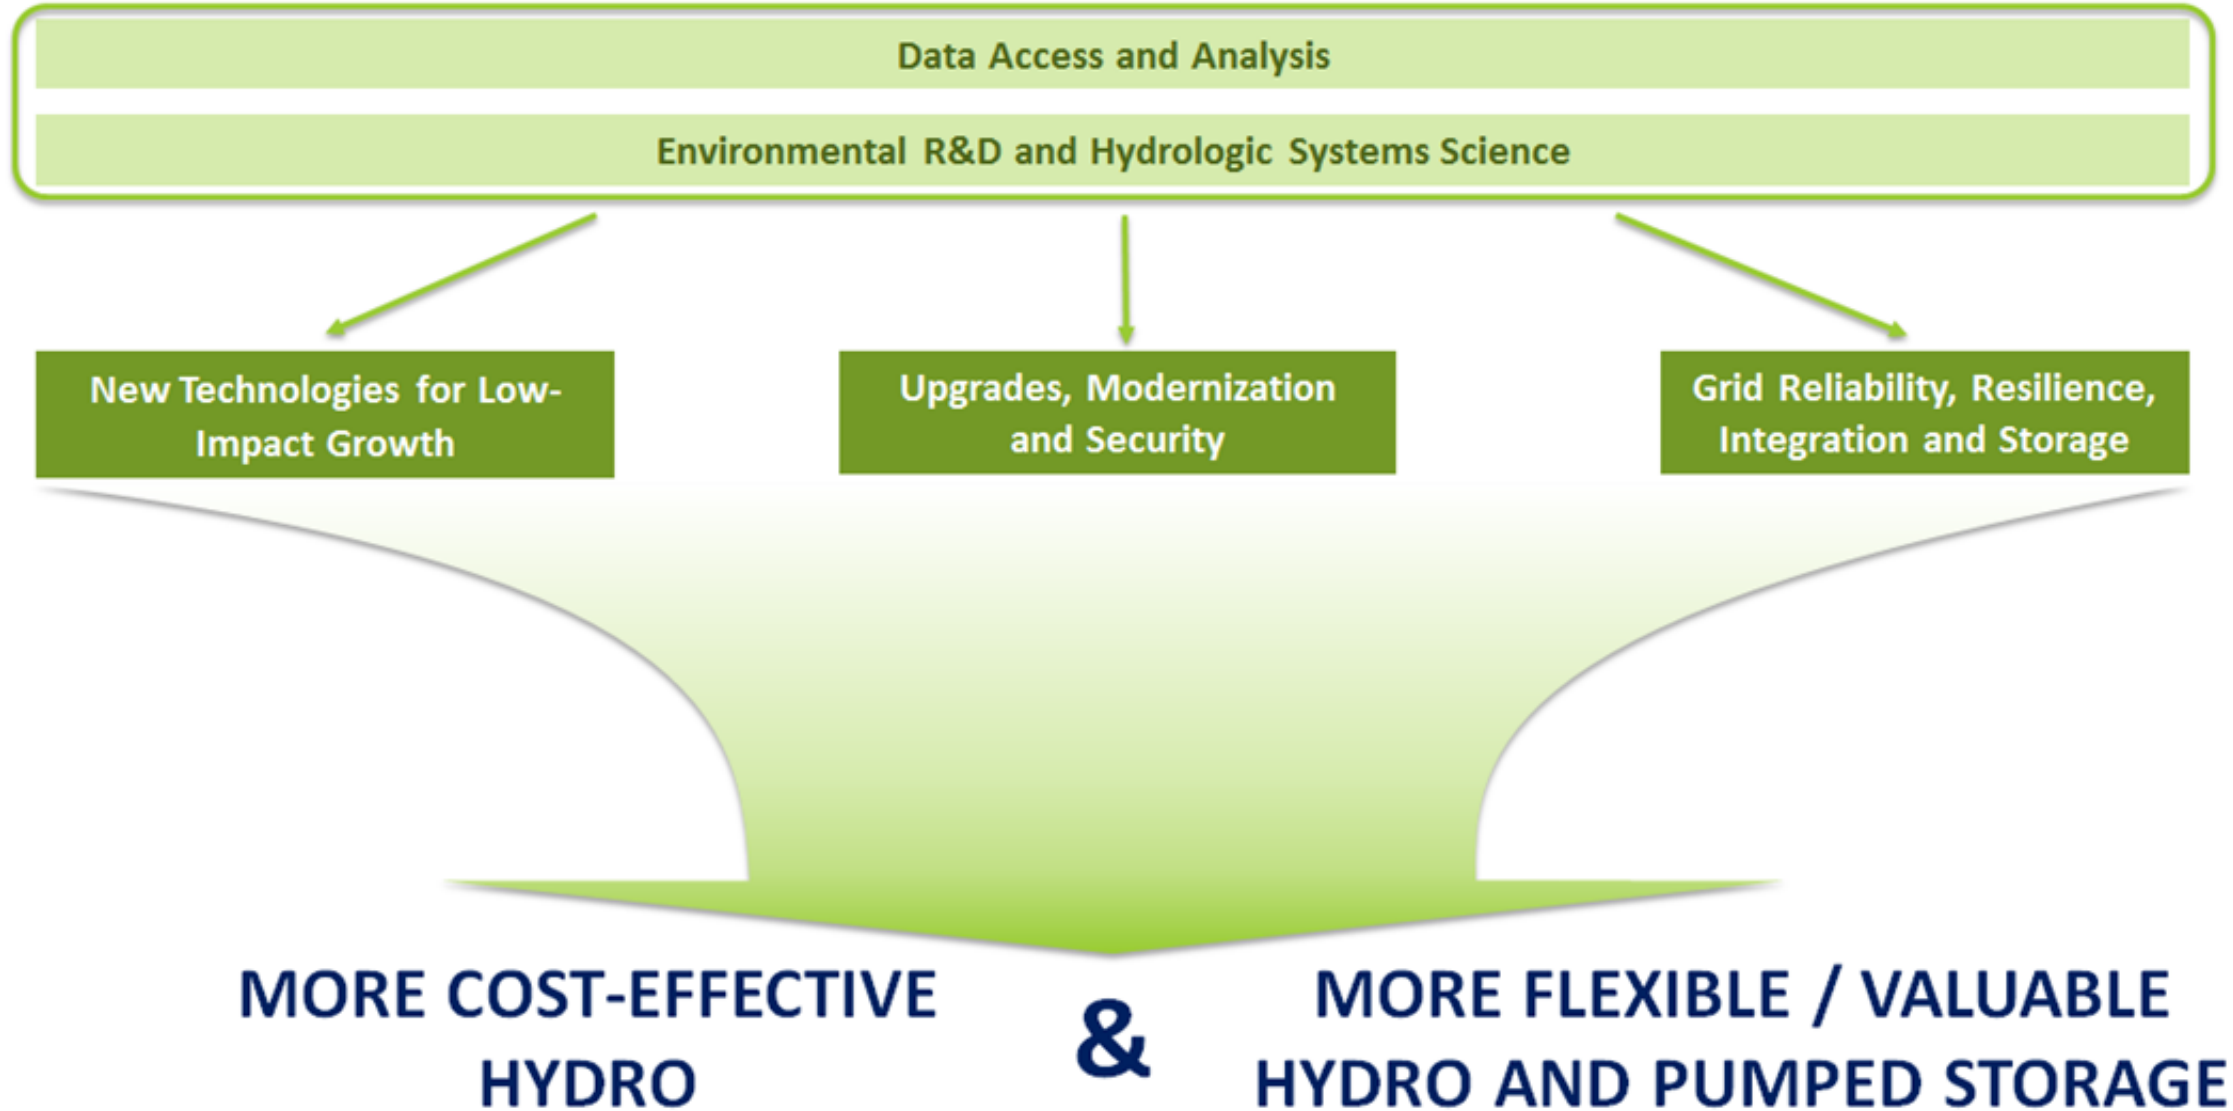 Data Access and Analysis
Environmental R&D and Hydrologic Systems Science
New Technologies for Low-
Impact Growth
Upgrades, Modernization
and Security
Grid Reliability, Resilience,
Integration and Storage
MORE COST-EFFECTIVE
HYDRO
&
MORE FLEXIBLE / VALUABLE
HYDRO AND PUMPED STORAGE